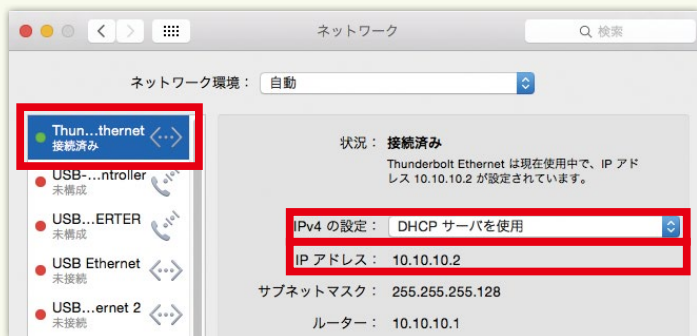 ネットワーク
検索
ネットワーク環境： 自動
Thun...thernet
接続済み
USB-...ntroller
未構成
USB...ERTER
未構成
USB Ethernet
未接続
USB...ernet 2
未接続
状況： 接続済み
Thunderbolt Ethernet は現在使用中で、IP アド
レス 10.10.10.2 が設定されています。
IPv4 の設定： DHCP サーバを使用
IP アドレス： 10.10.10.2
サブネットマスク： 255.255.255.128
ルーター： 10.10.10.1